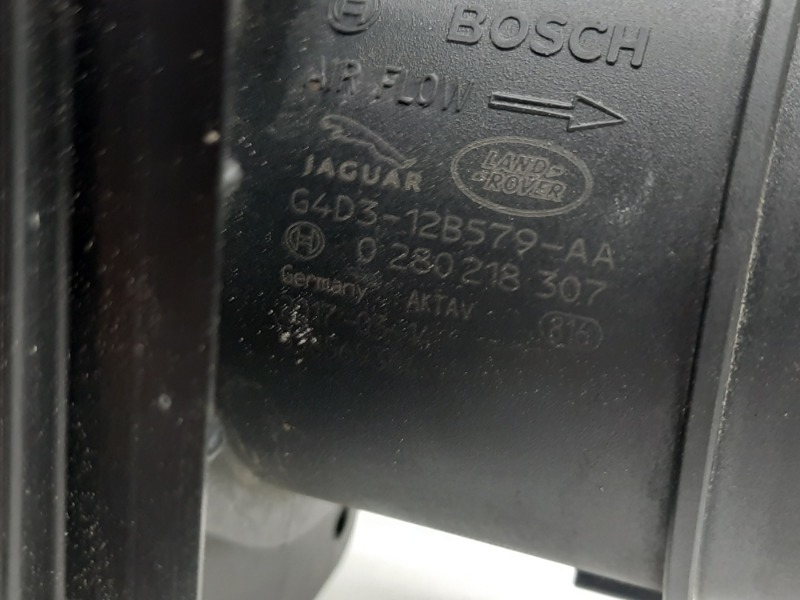 BOSCH
AIR FLOW
JAGUAR
LAND ROVER
G4D3-12B579-AA
0 280 218 307
Germany AKTAV
816